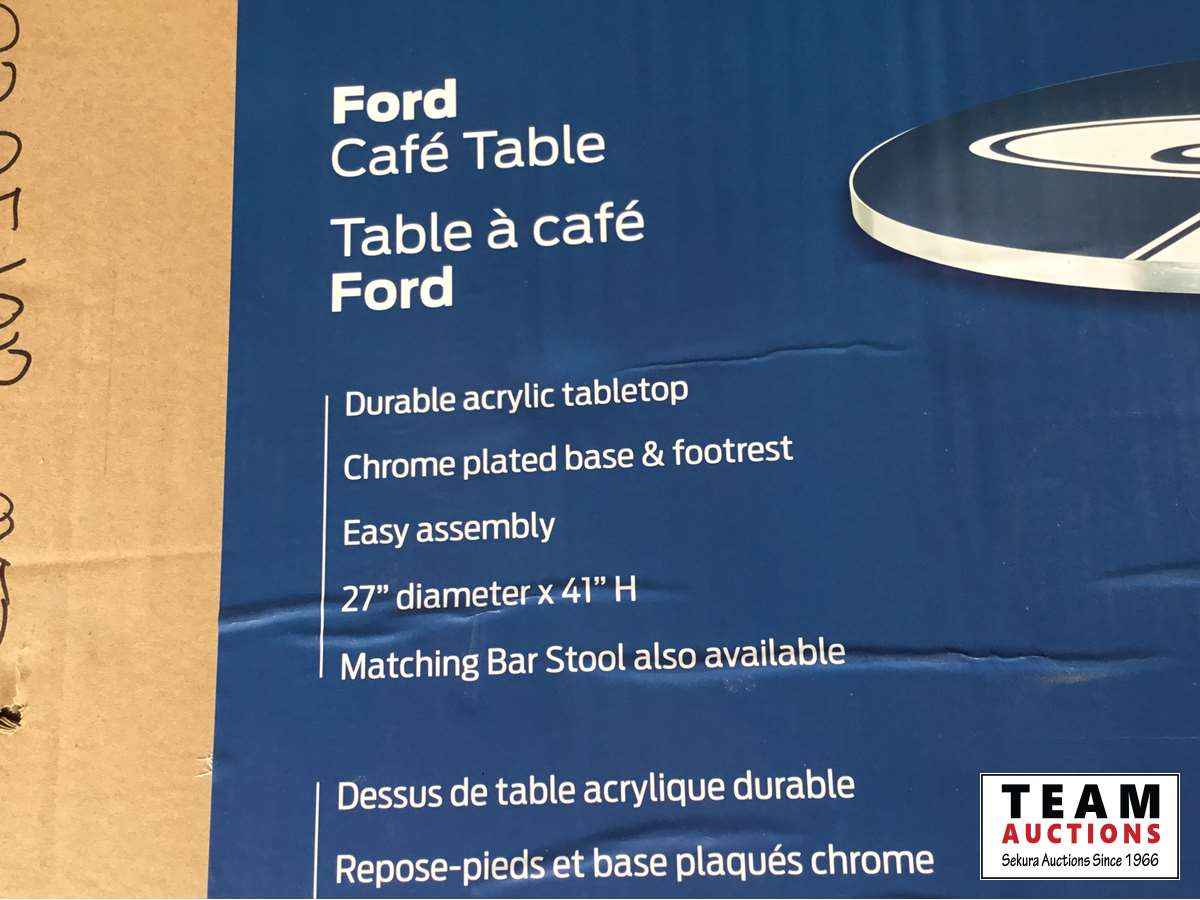 Ford
Café Table
Table à café
Ford
Durable acrylic tabletop
Chrome plated base & footrest
Easy assembly
27” diameter x 41” H
Matching Bar Stool also available
Dessus de table acrylique durable
Repose-pieds et base plaqués chrome
TEAM
AUCTIONS
Sekura Auctions Since 1966